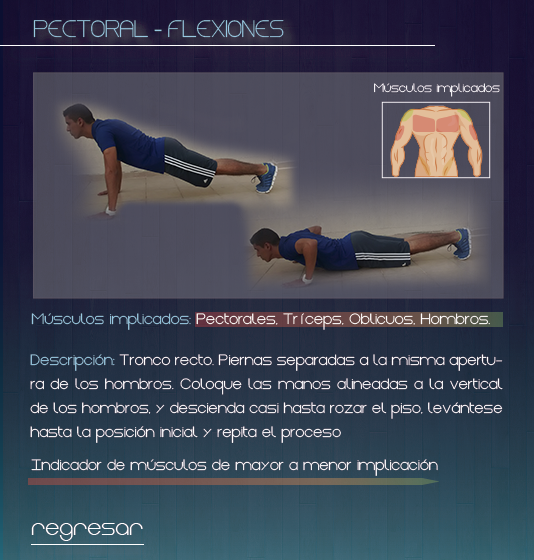 PECTORAL - FLEXIONES
Músculos implicados
Músculos implicados: Pectorales, Tríceps, Oblicuos, Hombros.
Descripción: Tronco recto. Piernas separadas a la misma apertu-
ra de los hombros. Coloque las manos alineadas a la vertical
de los hombros, y descienda casi hasta rozar el piso, levántese
hasta la posición inicial y repita el proceso
Indicador de músculos de mayor a menor implicación
regresar